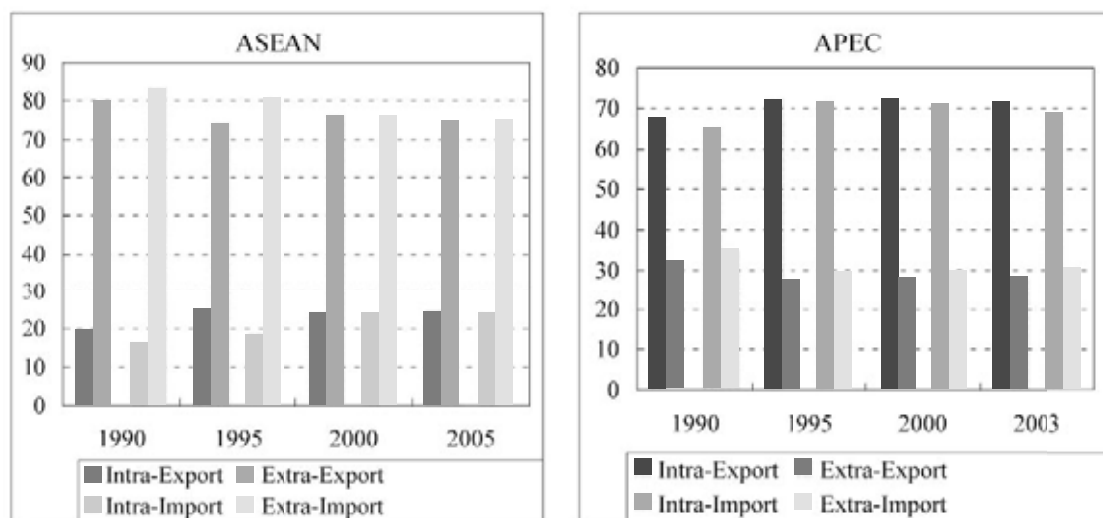 ASEAN
90
80
70
60
50
40
30
20
10
0
1990 1995 2000 2005
Intra-Export Extra-Export
Intra-Import Extra-Import
APEC
80
70
60
50
40
30
20
10
0
1990 1995 2000 2003
Intra-Export Extra-Export
Intra-Import Extra-Import